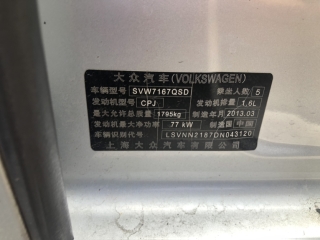 大众汽车(VOLKSWAGEN)
车辆型号 SVW7167QSD 乘坐人数 5
发动机型号 CPJ 发动机排量 1.6L
最大允许总质量 1795kg 制造年月 2013.03
最大净功率 77 kW 制造国 中国
车辆识别代号 LSVNN2187DN043120
上海大众汽车有限公司